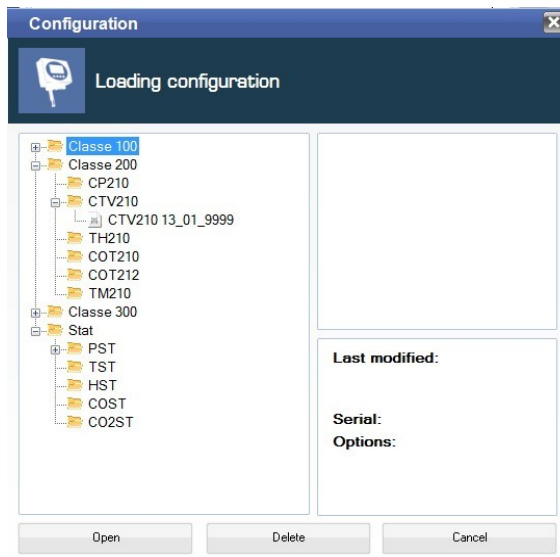 Configuration
Loading configuration
Classe 100
Classe 200
CP210
CTV210
CTV210 13_01_9999
TH210
COT210
COT212
TM210
Classe 300
Stat
PST
TST
HST
COST
CO2ST
Last modified:
Serial:
Options:
Open
Delete
Cancel